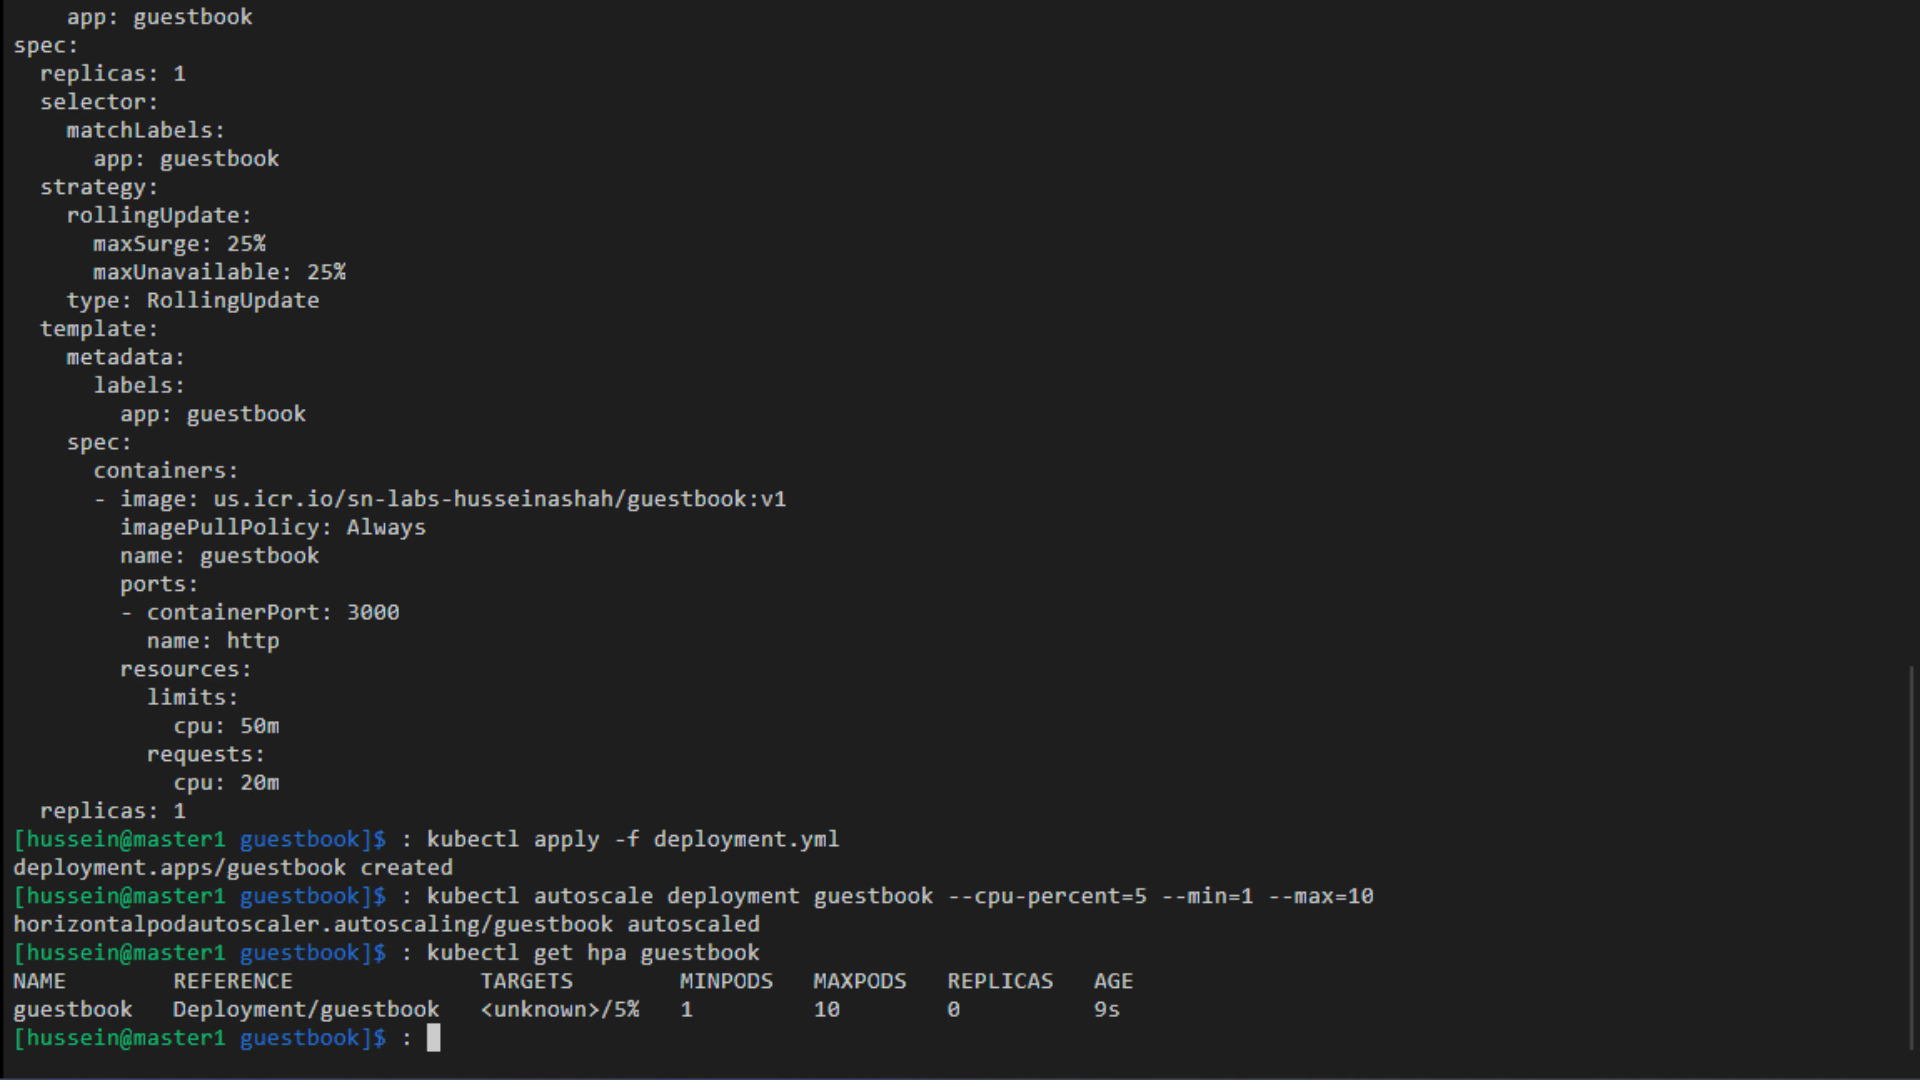 app: guestbook
spec:
  replicas: 1
  selector:
    matchLabels:
      app: guestbook
  strategy:
    rollingUpdate:
      maxSurge: 25%
      maxUnavailable: 25%
    type: RollingUpdate
  template:
    metadata:
      labels:
        app: guestbook
    spec:
      containers:
      - image: us.icr.io/sn-labs-husseinashah/guestbook:v1
        imagePullPolicy: Always
        name: guestbook
        ports:
        - containerPort: 3000
          name: http
        resources:
          limits:
            cpu: 50m
          requests:
            cpu: 20m
  replicas: 1
[hussein@master1 guestbook]$ : kubectl apply -f deployment.yml
deployment.apps/guestbook created
[hussein@master1 guestbook]$ : kubectl autoscale deployment guestbook --cpu-percent=5 --min=1 --max=10
horizontalpodautoscaler.autoscaling/guestbook autoscaled
[hussein@master1 guestbook]$ : kubectl get hpa guestbook
NAME        REFERENCE              TARGETS        MINPODS   MAXPODS   REPLICAS   AGE
guestbook   Deployment/guestbook   <unknown>/5%   1         10        0          9s
[hussein@master1 guestbook]$ :